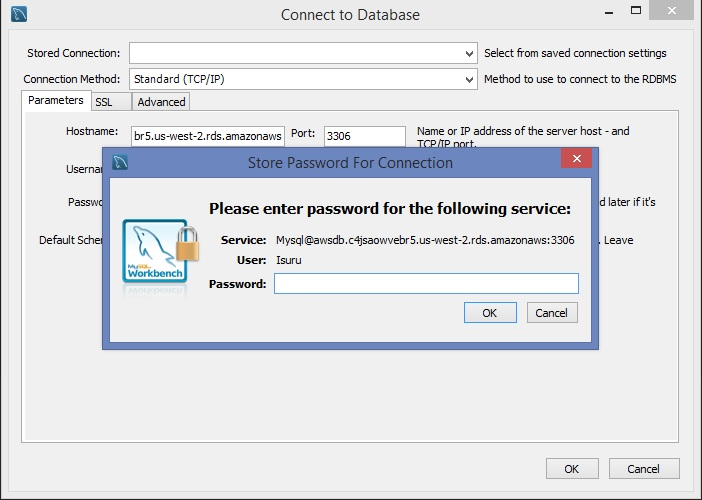 Connect to Database
Stored Connection:
Select from saved connection settings
Connection Method: Standard (TCP/IP)
Method to use to connect to the RDBMS
Parameters SSL Advanced
Hostname: br5.us-west-2.rds.amazonaws Port: 3306
Name or IP address of the server host - and
TCP/IP port.
Store Password For Connection
Userna
Passwo
d later if it's
Default Schem
. Leave
Please enter password for the following service:
Service: Mysql@awsdb.c4jsaowvebr5.us-west-2.rds.amazonaws:3306
User: Isuru
Password:
MySQL
Workbench
OK Cancel
OK Cancel